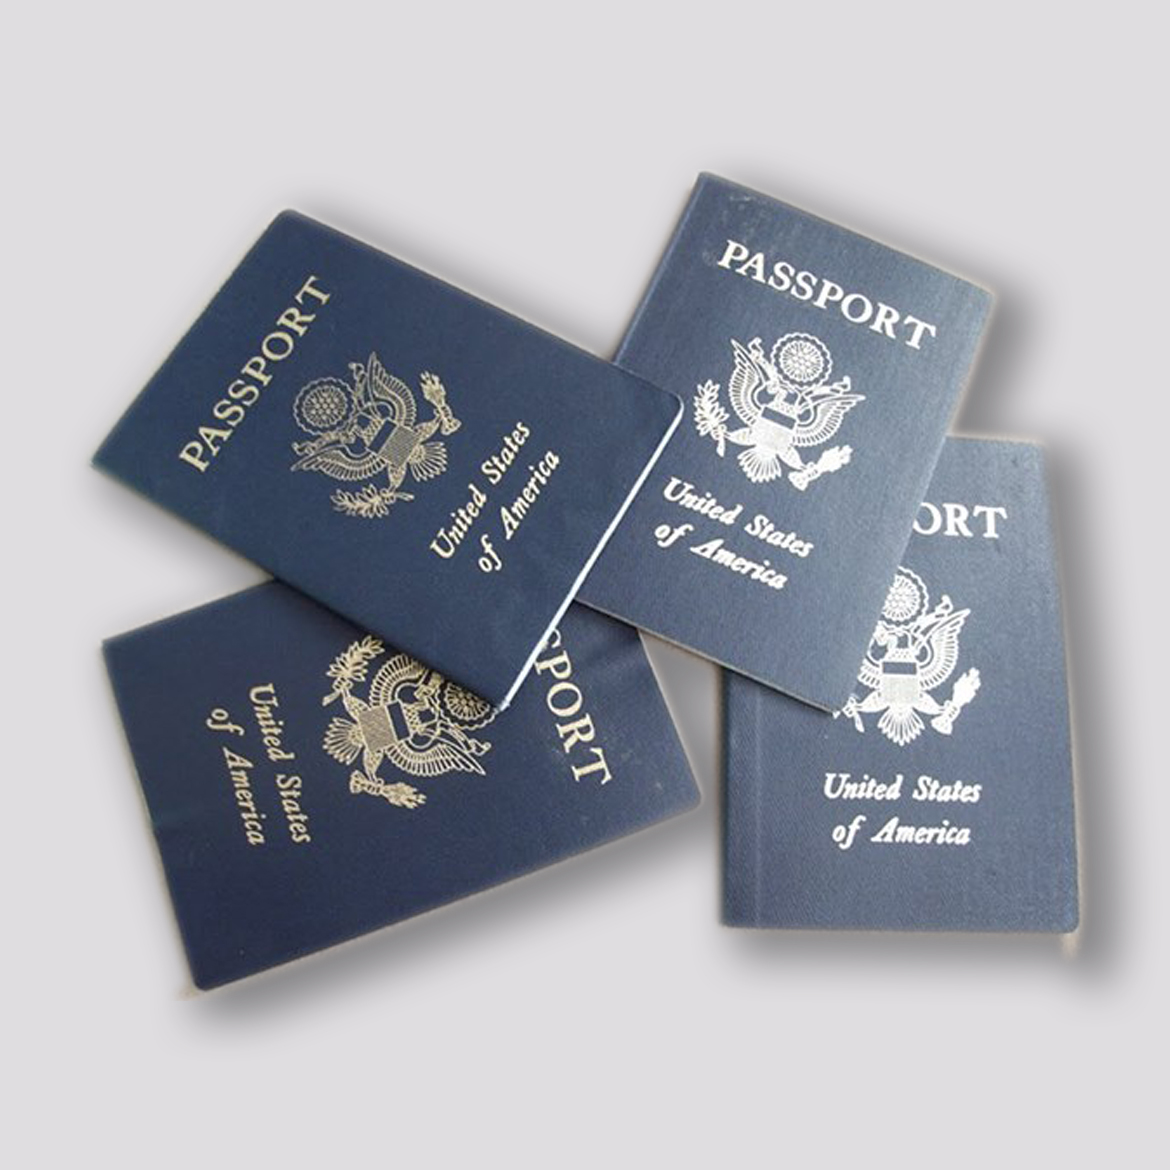 PASSPORT
United States
of America
PASSPORT
United States
of America
ORT
United States
of America
SPORT
United States
of America